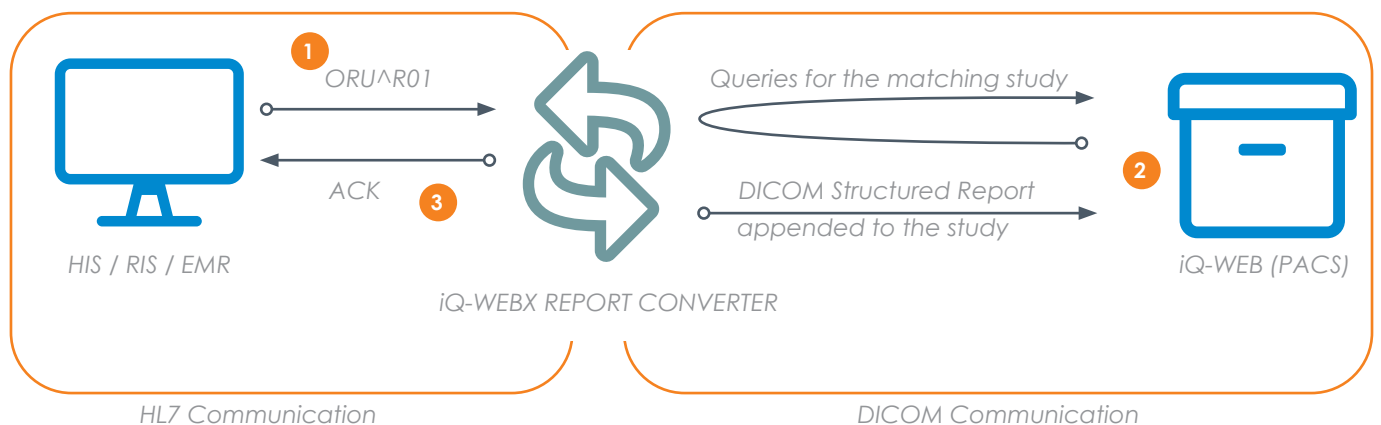 1
ORU^R01
ACK
3
HIS / RIS / EMR
iQ-WEBX REPORT CONVERTER
Queries for the matching study
2
DICOM Structured Report
appended to the study
iQ-WEB (PACS)
HL7 Communication
DICOM Communication